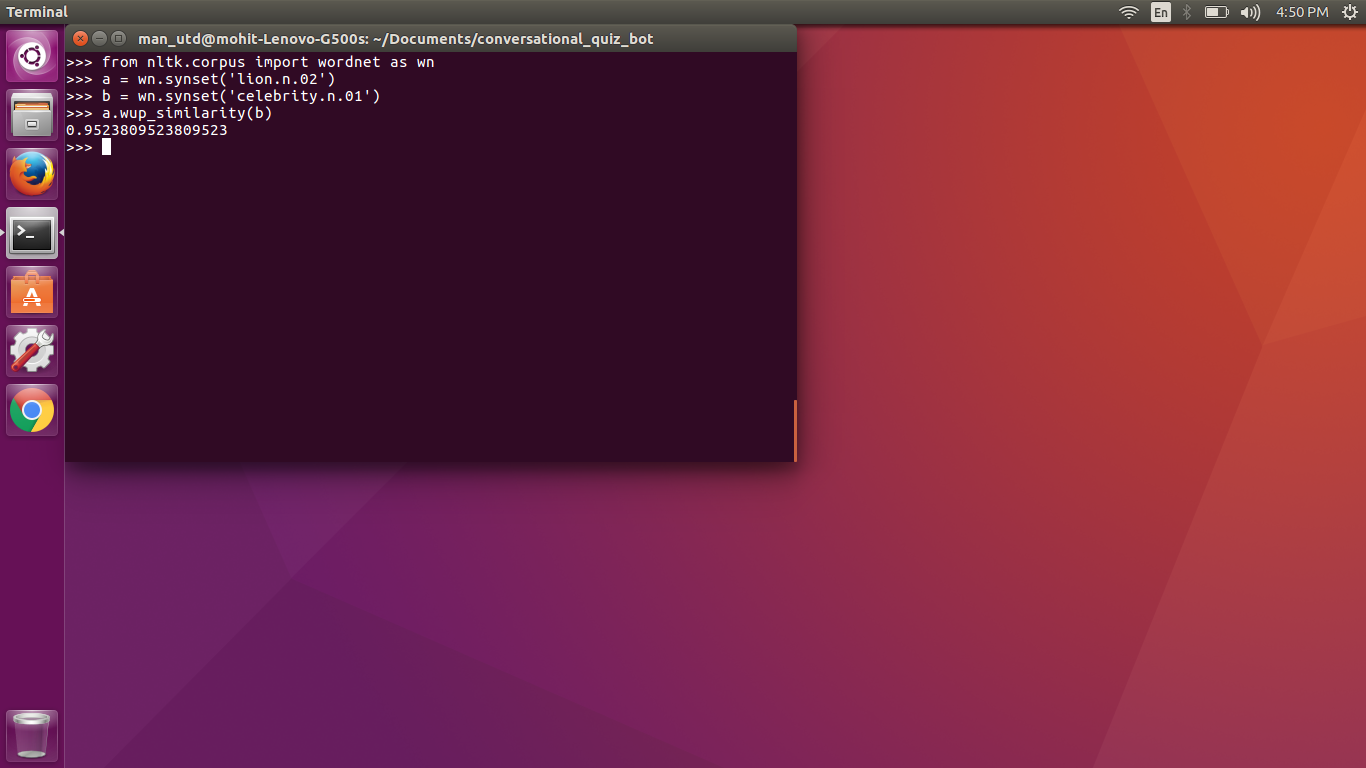 Terminal
En
4:50 PM
man_utd@mohit-Lenovo-G500s: ~/Documents/conversational_quiz_bot
>>> from nltk.corpus import wordnet as wn
>>> a = wn.synset('lion.n.02')
>>> b = wn.synset('celebrity.n.01')
>>> a.wup_similarity(b)
0.9523809523809523
>>>